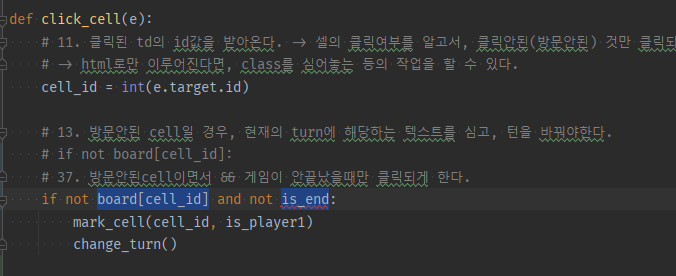 def click_cell(e):
# 11. 클릭된 td의 id값을 받아온다. -> 셀의 클릭여부를 알고서, 클릭안된(방문안된) 것만 클릭되
# -> html로만 이루어진다면, class를 심어놓는 등의 작업을 할 수 있다.
cell_id = int(e.target.id)
# 13. 방문안된 cell일 경우, 현재의 turn에 해당하는 텍스트를 심고, 턴을 바꿔야한다.
# if not board[cell_id]:
# 37. 방문안된cell이면서 && 게임이 안끝났을때만 클릭되게 한다.
if not board[cell_id] and not is_end:
mark_cell(cell_id, is_player1)
change_turn()